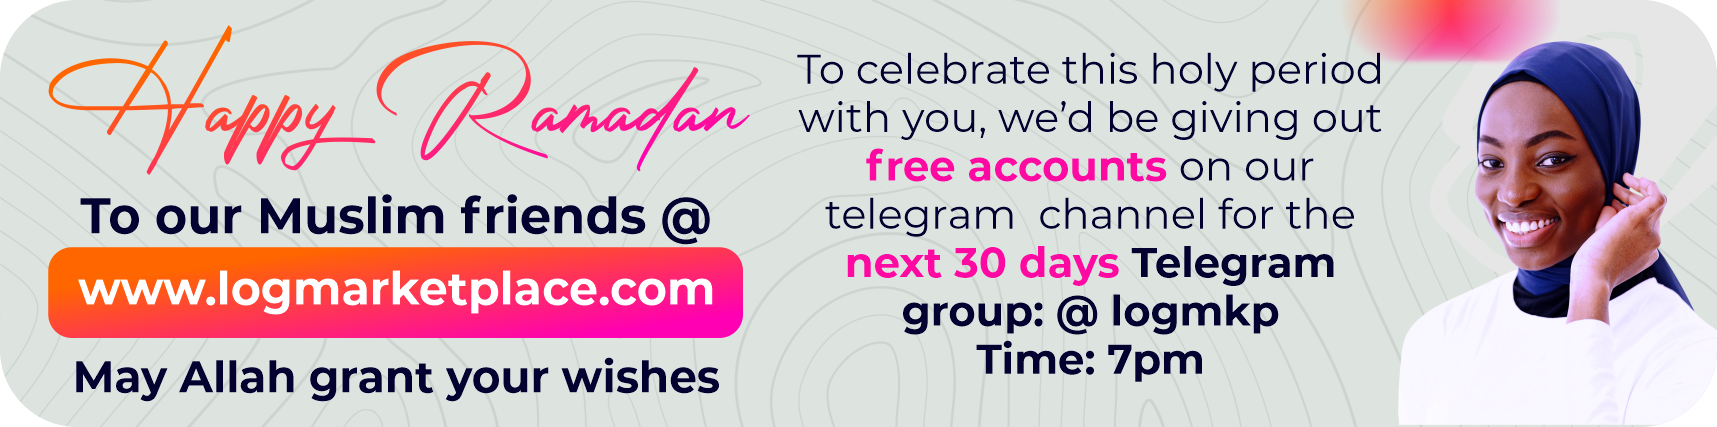 Happy Ramadan
To our Muslim friends @
www.logmarketplace.com
May Allah grant your wishes
To celebrate this holy period
with you, we'd be giving out
free accounts on our
telegram channel for the
next 30 days Telegram
group: @ logmkp
Time: 7pm